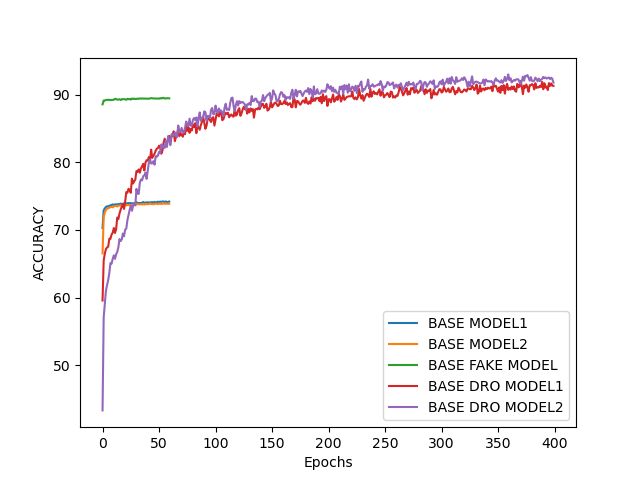 90
80
70
60
50
ACCURACY
0 50 100 150 200 250 300 350 400
Epochs
BASE MODEL1
BASE MODEL2
BASE FAKE MODEL
BASE DRO MODEL1
BASE DRO MODEL2